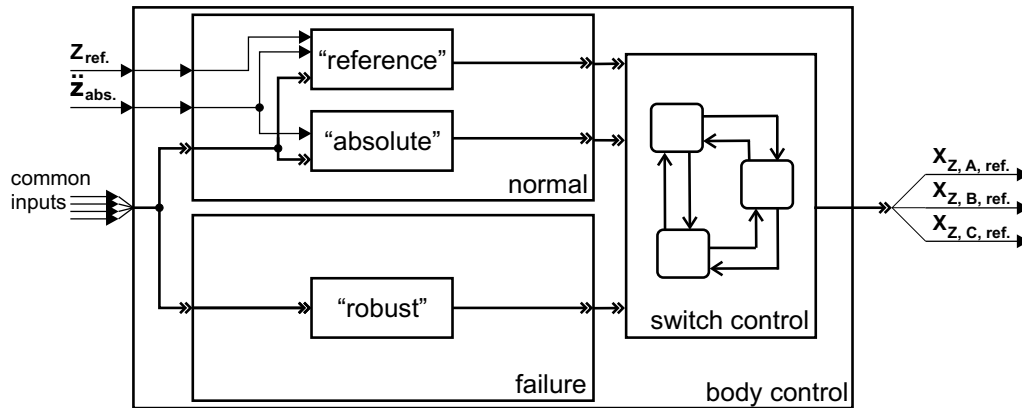 Z ref.
z̈ abs.
common
inputs
“reference”
“absolute”
normal
“robust”
failure
switch control
body control
X Z, A, ref.
X Z, B, ref.
X Z, C, ref.